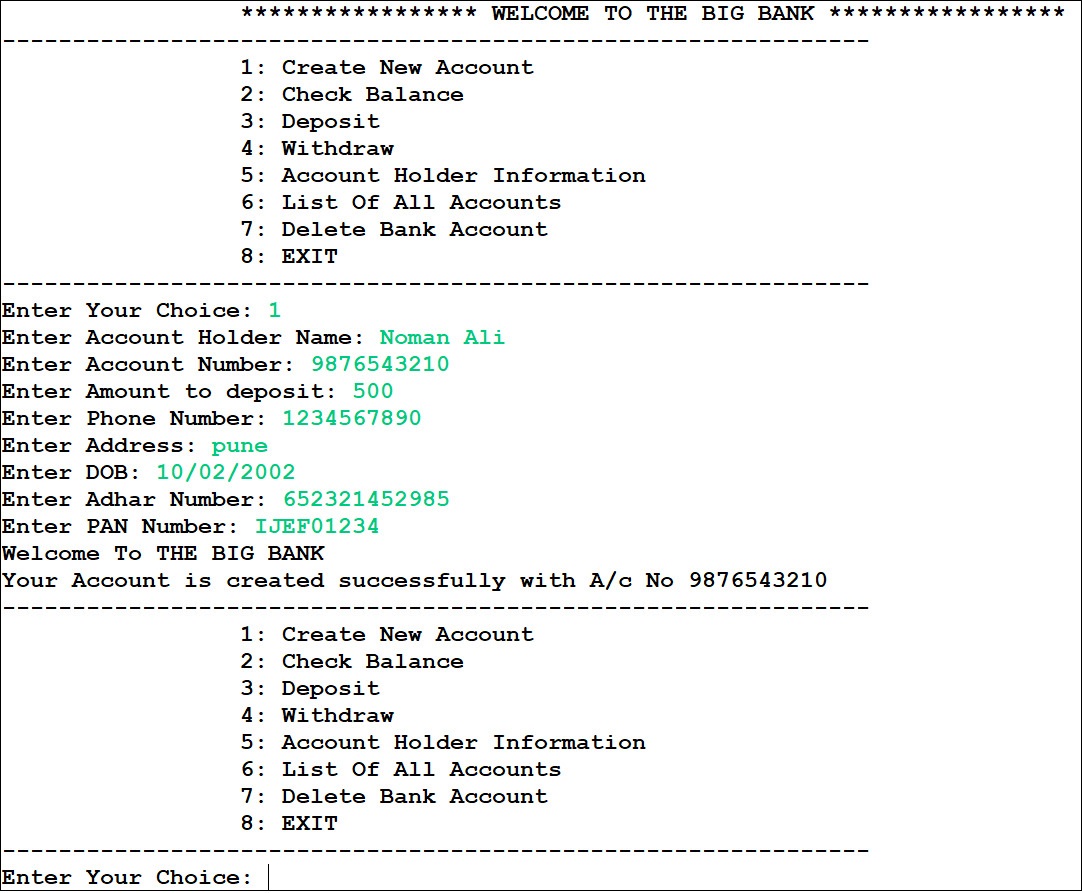 ***************** WELCOME TO THE BIG BANK *****************
--------------------------------------------------------------
1: Create New Account
2: Check Balance
3: Deposit
4: Withdraw
5: Account Holder Information
6: List Of All Accounts
7: Delete Bank Account
8: EXIT
--------------------------------------------------------------
Enter Your Choice: 1
Enter Account Holder Name: Noman Ali
Enter Account Number: 9876543210
Enter Amount to deposit: 500
Enter Phone Number: 1234567890
Enter Address: pune
Enter DOB: 10/02/2002
Enter Adhar Number: 652321452985
Enter PAN Number: IJEF01234
Welcome To THE BIG BANK
Your Account is created successfully with A/c No 9876543210
--------------------------------------------------------------
1: Create New Account
2: Check Balance
3: Deposit
4: Withdraw
5: Account Holder Information
6: List Of All Accounts
7: Delete Bank Account
8: EXIT
--------------------------------------------------------------
Enter Your Choice: